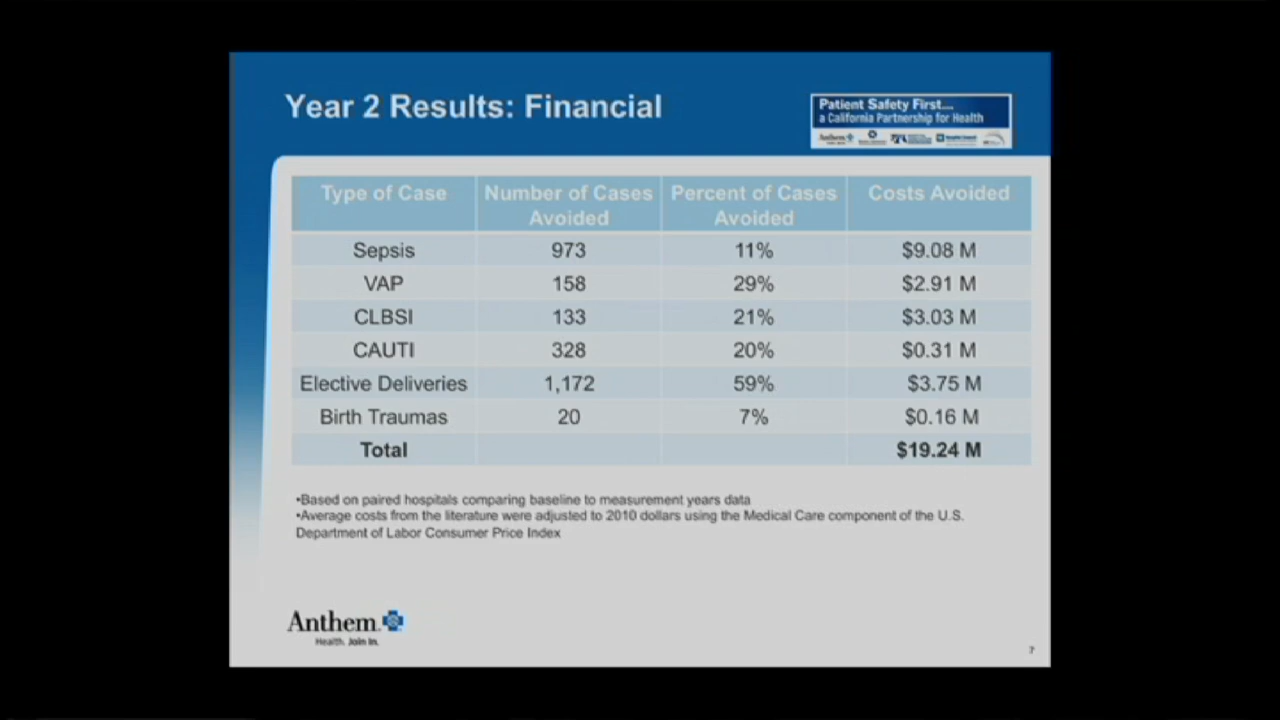 Year 2 Results: Financial
Patient Safety First...
a California Partnership for Health
Type of Case Number of Cases Avoided Percent of Cases Avoided Costs Avoided
Sepsis 973 11% $9.08 M
VAP 158 29% $2.91 M
CLBSI 133 21% $3.03 M
CAUTI 328 20% $0.31 M
Elective Deliveries 1,172 59% $3.75 M
Birth Traumas 20 7% $0.16 M
Total $19.24 M
•Based on paired hospitals comparing baseline to measurement years data
•Average costs from the literature were adjusted to 2010 dollars using the Medical Care component of the U.S.
Department of Labor Consumer Price Index
Anthem
Health. Join In.
7